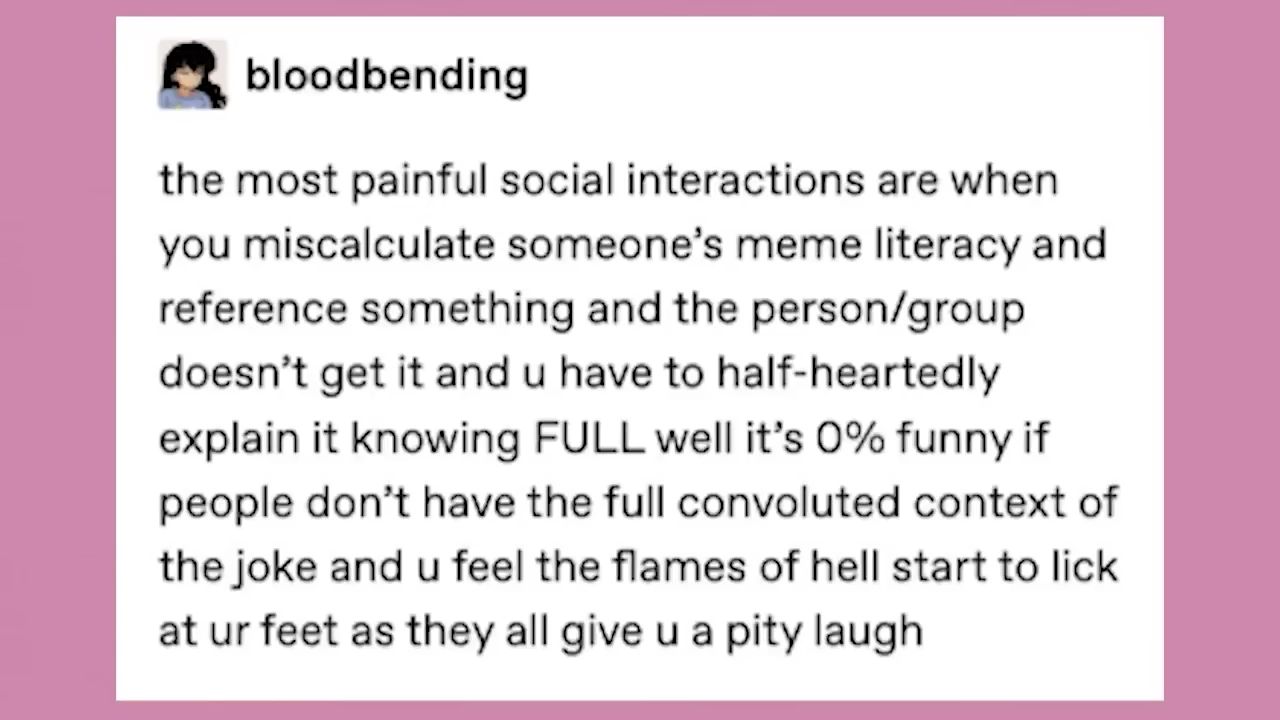 bloodbending
the most painful social interactions are when
you miscalculate someone’s meme literacy and
reference something and the person/group
doesn’t get it and u have to half-heartedly
explain it knowing FULL well it’s 0% funny if
people don’t have the full convoluted context of
the joke and u feel the flames of hell start to lick
at ur feet as they all give u a pity laugh